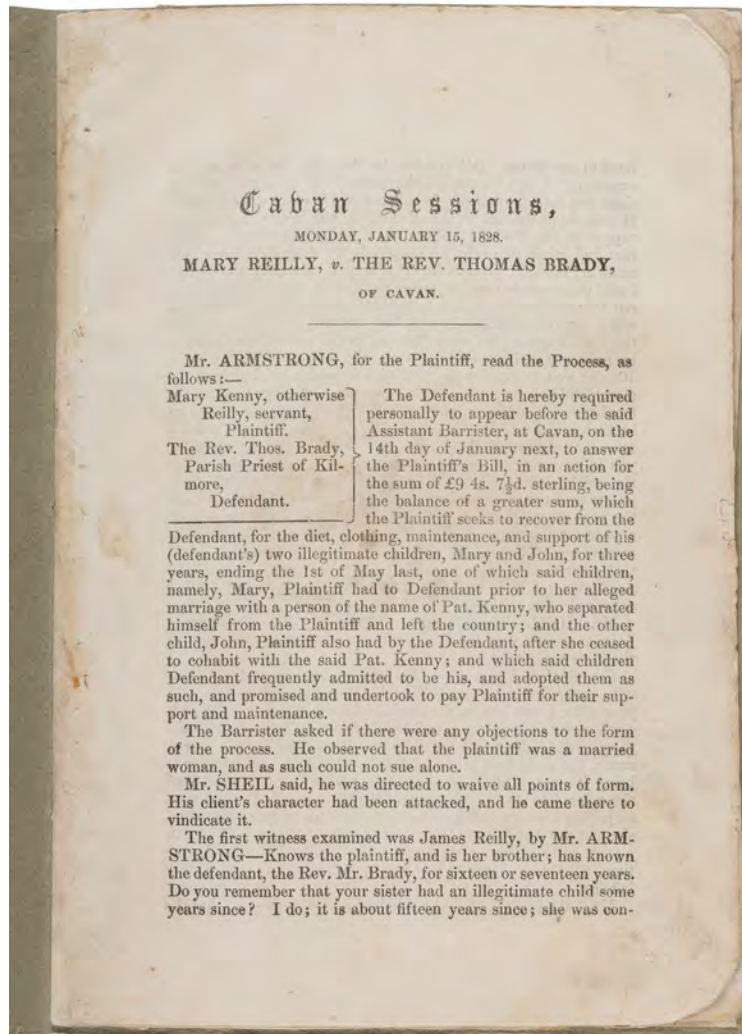 Cavan Sessions,
MONDAY, JANUARY 15, 1828.
MARY REILLY, v. THE REV. THOMAS BRADY,
OF CAVAN.
Mr. ARMSTRONG, for the Plaintiff, read the Process, as
follows:—
Mary Kenny, otherwise
Reilly, servant,
Plaintiff.
The Rev. Thos. Brady,
Parish Priest of Kil-
more,
Defendant.
The Defendant is hereby required
personally to appear before the said
Assistant Barrister, at Cavan, on the
14th day of January next, to answer
the Plaintiff's Bill, in an action for
the sum of £9 4s. 7½d. sterling, being
the balance of a greater sum, which
the Plaintiff seeks to recover from the
Defendant, for the diet, clothing, maintenance, and support of his
(defendant's) two illegitimate children, Mary and John, for three
years, ending the 1st of May last, one of which said children,
namely, Mary, Plaintiff had to Defendant prior to her alleged
marriage with a person of the name of Pat. Kenny, who separated
himself from the Plaintiff and left the country; and the other
child, John, Plaintiff also had by the Defendant, after she ceased
to cohabit with the said Pat. Kenny; and which said children
Defendant frequently admitted to be his, and adopted them as
such, and promised and undertook to pay Plaintiff for their sup-
port and maintenance.
The Barrister asked if there were any objections to the form
of the process. He observed that the plaintiff was a married
woman, and as such could not sue alone.
Mr. SHEIL said, he was directed to waive all points of form.
His client's character had been attacked, and he came there to
vindicate it.
The first witness examined was James Reilly, by Mr. ARM-
STRONG—Knows the plaintiff, and is her brother; has known
the defendant, the Rev. Mr. Brady, for sixteen or seventeen years.
Do you remember that your sister had an illegitimate child some
years since? I do; it is about fifteen years since; she was con-